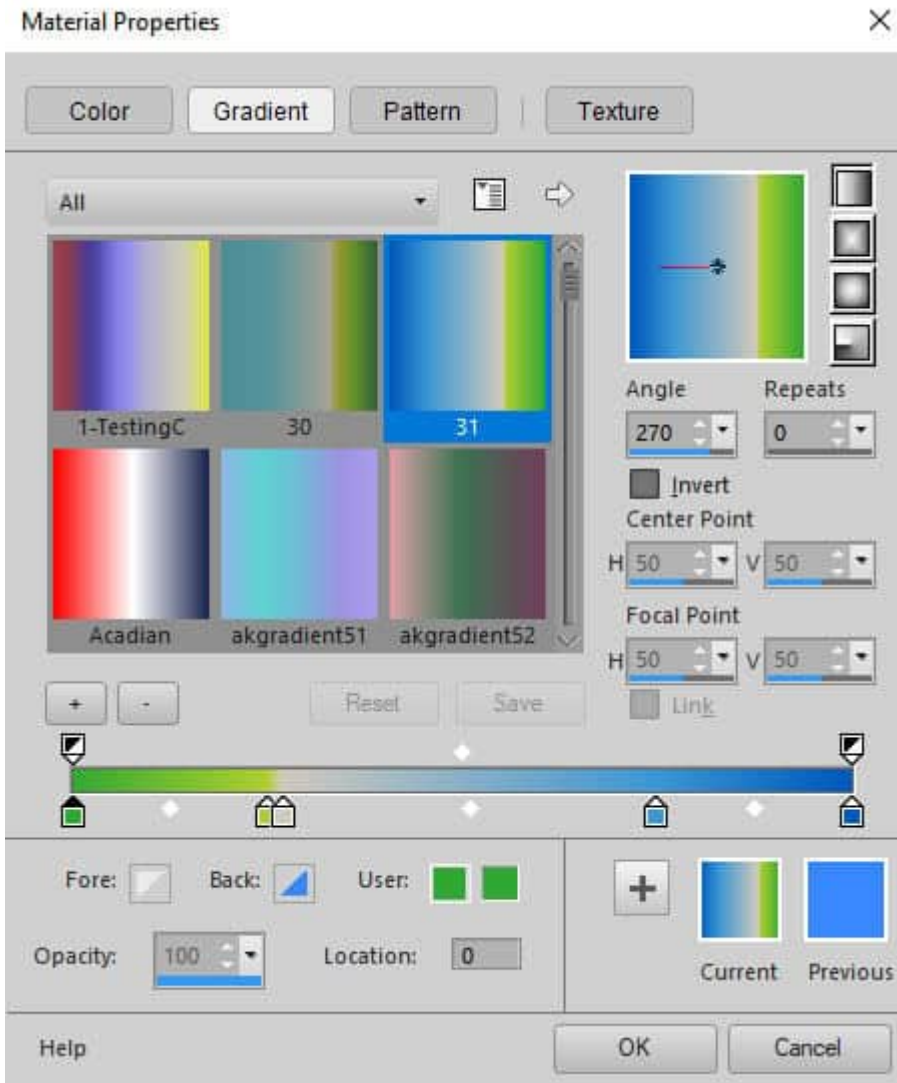 Material Properties
Color Gradient Pattern Texture
All
1-TestingC 30 31
Acadian akgradient51 akgradient52
Angle Repeats
270 0
Invert
Center Point
H 50 V 50
Focal Point
H 50 V 50
Link
+ - Reset Save
Fore: Back: User:
Opacity: 100 Location: 0
Current Previous
Help OK Cancel